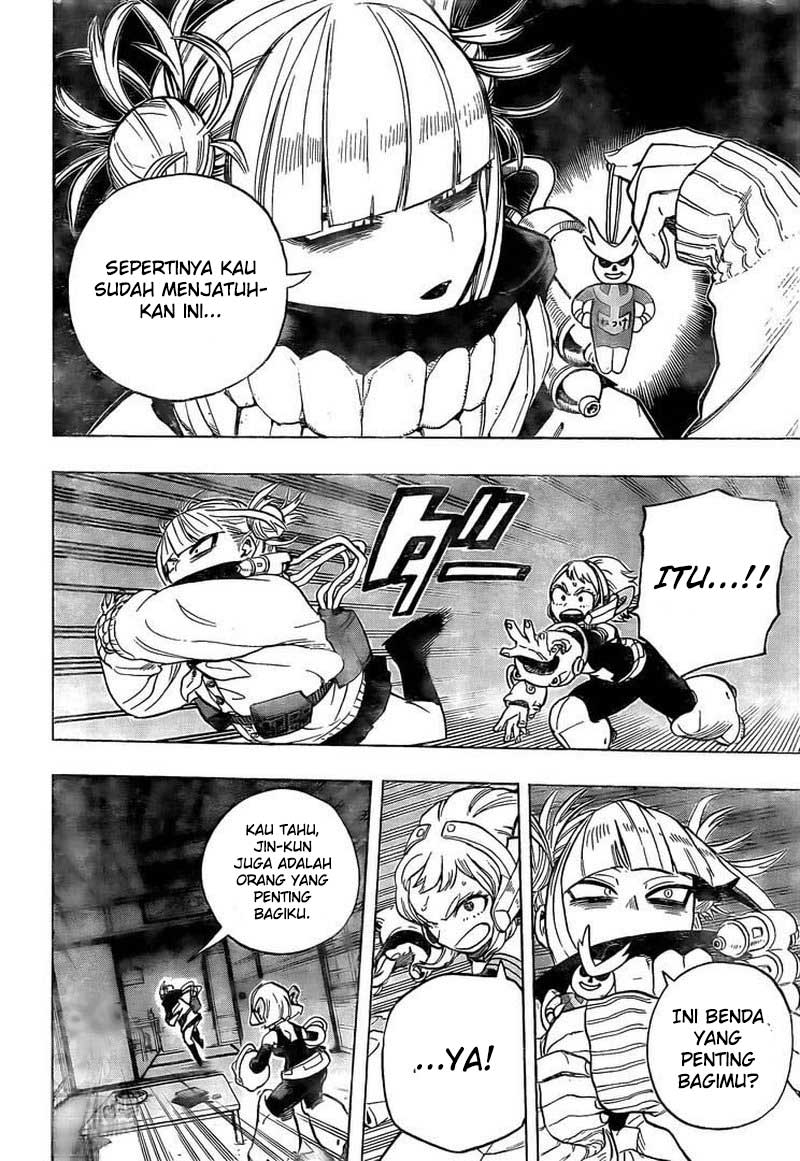 SEPERTINYA KAU
SUDAH MENJATUH-
KAN INI...
ITU...!!
INI BENDA
YANG
PENTING
BAGIMU?
...YA!
KAU TAHU,
JIN-KUN
JUGA ADALAH
ORANG YANG
PENTING
BAGIKU.